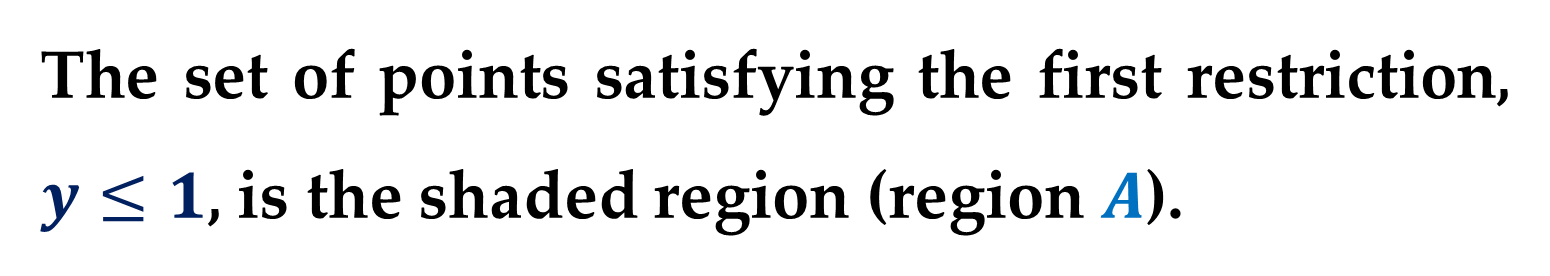 The set of points satisfying the first restriction,
y ≤ 1, is the shaded region (region A).